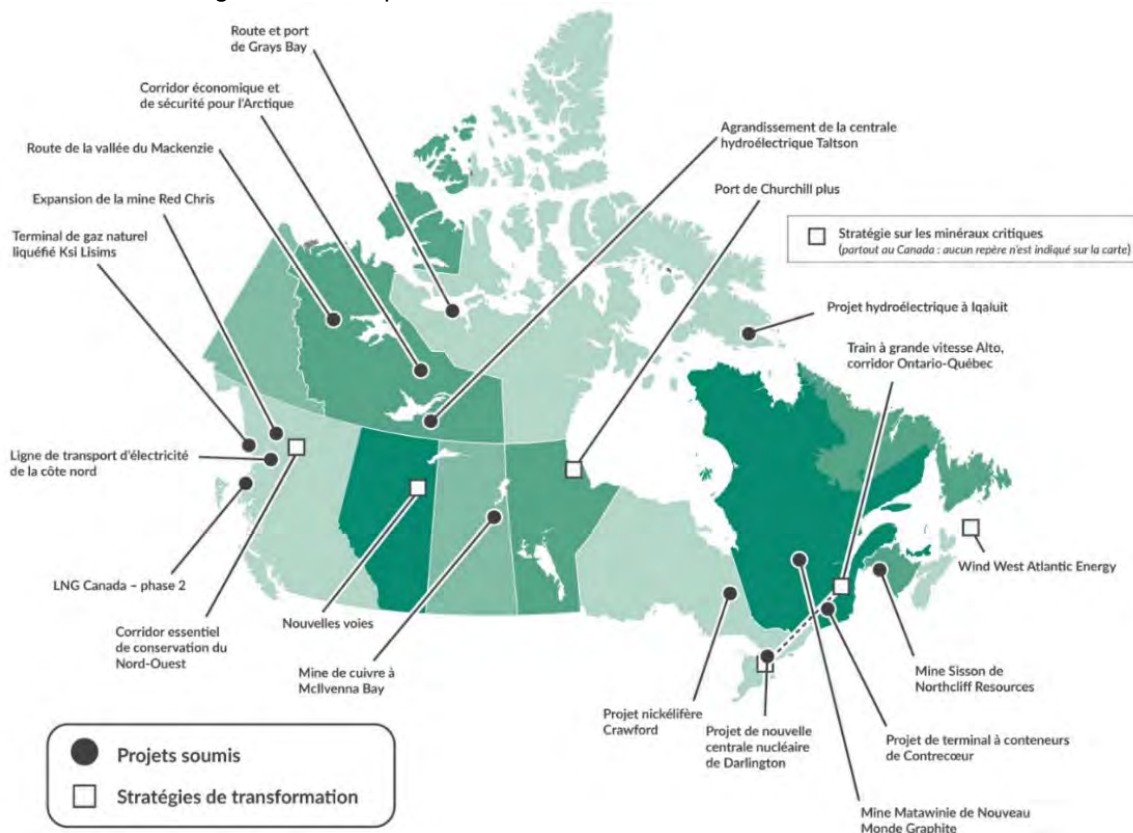 Route et port
de Grays Bay
Corridor économique et
de sécurité pour l'Arctique
Route de la vallée du Mackenzie
Expansion de la mine Red Chris
Terminal de gaz naturel
liquéfié Ksi Lisims
Ligne de transport d'électricité
de la côte nord
LNG Canada – phase 2
Corridor essentiel
de conservation du
Nord-Ouest
Nouvelles voies
Mine de cuivre à
McIlvenna Bay
Agrandissement de la centrale
hydroélectrique Taltson
Port de Churchill plus
Stratégie sur les minéraux critiques
(partout au Canada : aucun repère n'est indiqué sur la carte)
Projet hydroélectrique à Iqaluit
Train à grande vitesse Alto,
corridor Ontario-Québec
Wind West Atlantic Energy
Mine Sisson de
Northcliff Resources
Projet de terminal à conteneurs
de Contrecœur
Mine Matawinie de Nouveau
Monde Graphite
Projet de nouvelle
centrale nucléaire
de Darlington
Projet nickélifère
Crawford
Projets soumis
Stratégies de transformation